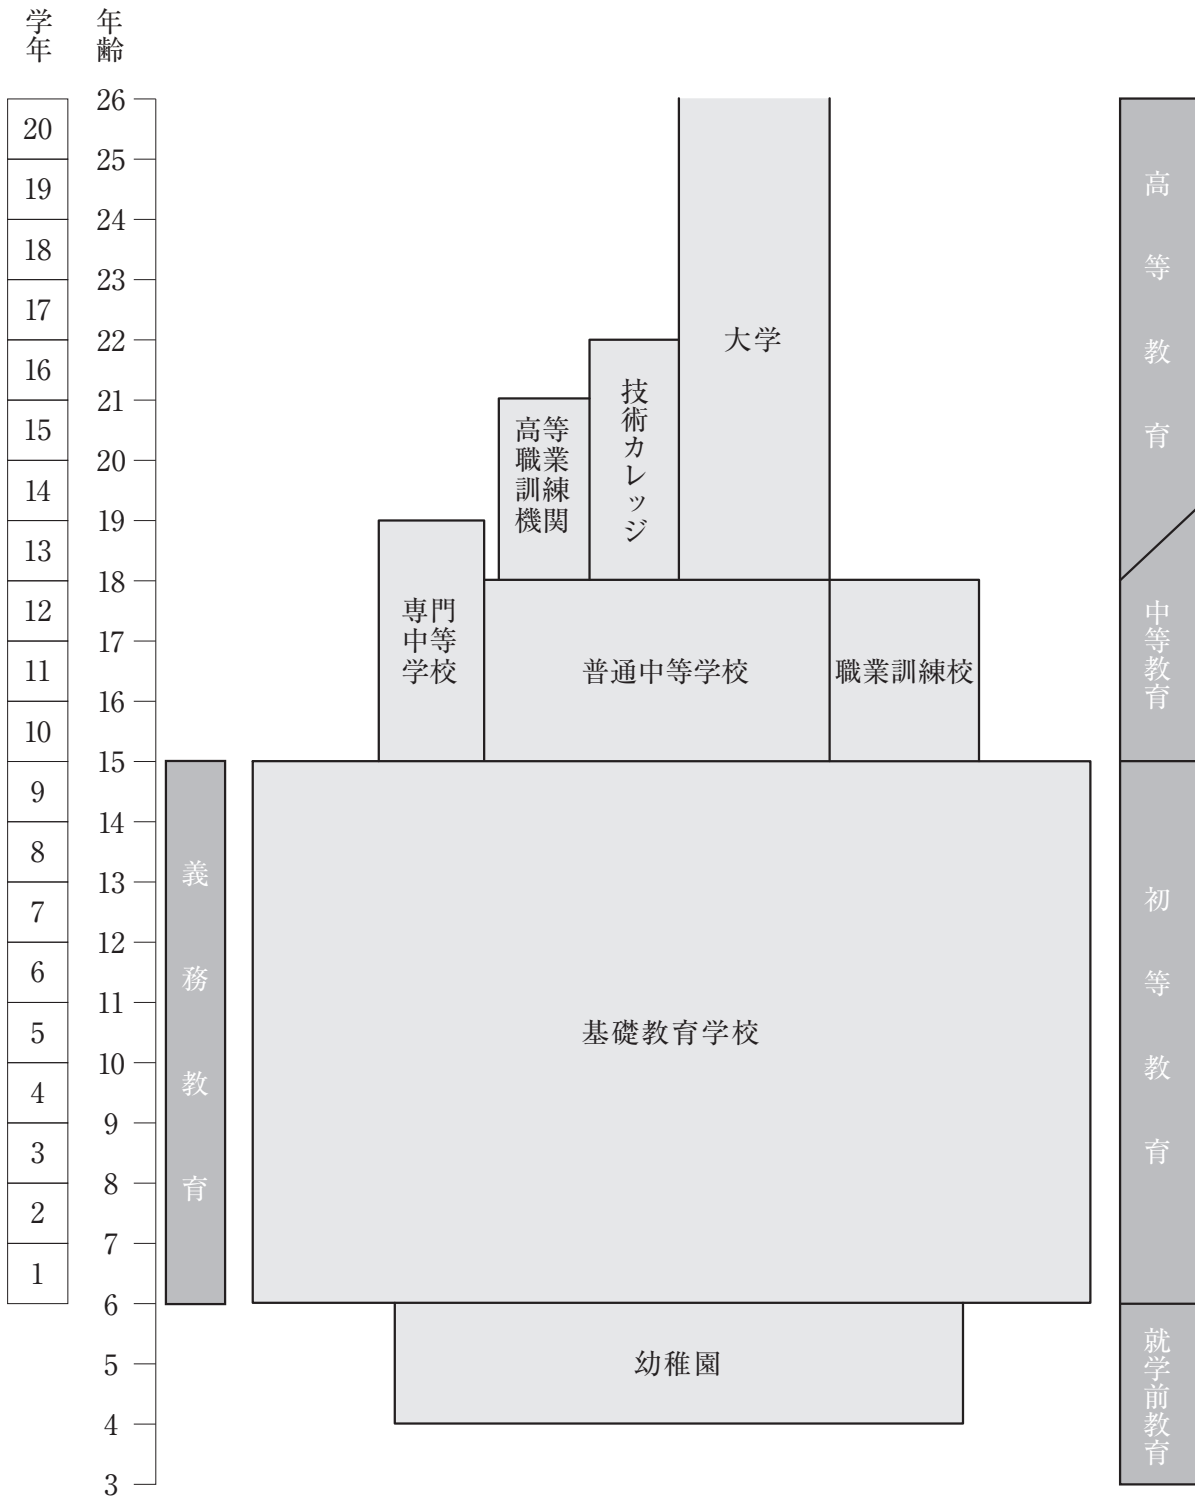 学年
年齢
26
20
25
19
24
18
23
17
22
16
21
15
20
14
19
13
18
12
17
11
16
10
15
9
14
8
13
7
12
6
11
5
10
4
9
3
8
2
7
1
6
5
4
3
義務教育
大学
技術カレッジ
高等
職業
訓練
機関
専門
中等
学校
普通中等学校
職業訓練校
基礎教育学校
幼稚園
高等教育
中等教育
初等教育
就学前教育